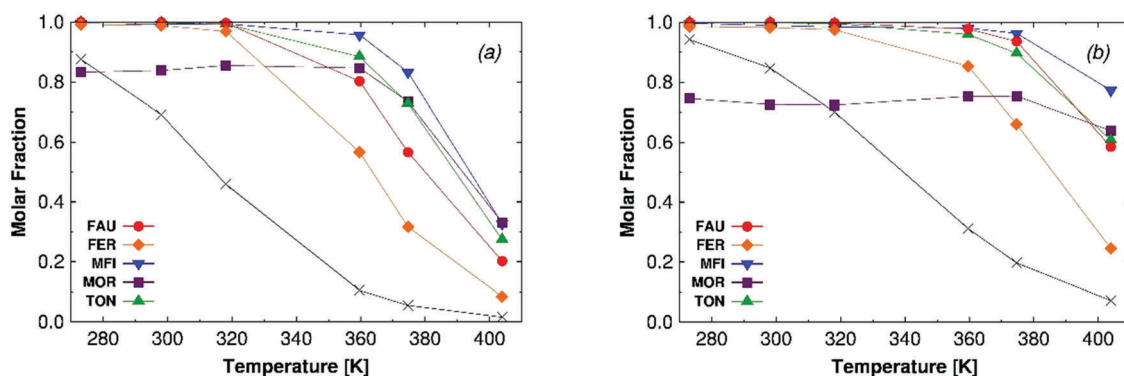 (a)
Molar Fraction
1.0
0.8
0.6
0.4
0.2
0.0
FAU
FER
MFI
MOR
TON
280 300 320 340 360 380 400
Temperature [K]
(b)
Molar Fraction
1.0
0.8
0.6
0.4
0.2
0.0
FAU
FER
MFI
MOR
TON
280 300 320 340 360 380 400
Temperature [K]